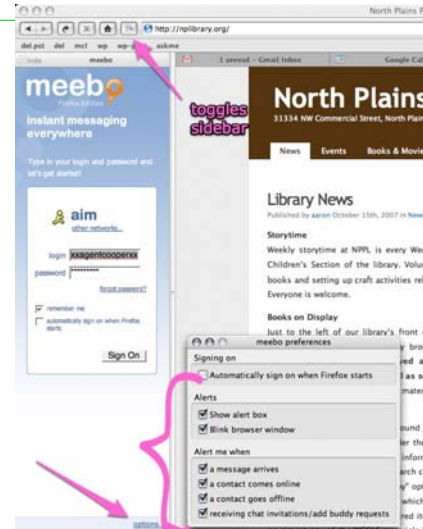 North Plains P
http://nplibrary.org/
del.pst del mcl wp wp-p askme
hide meebo
1 unread – Gmail Inbox
Google Cal
meebo
Firefox Edition
instant messaging
everywhere
Type in your login and password and
let's get started!
aim
other networks...
login xxagentcooperxx
password **********
forgot password?
remember me
automatically sign on when Firefox
starts
Sign On
options...
toggles
sidebar
North Plains
31334 NW Commercial Street, North Plain
News Events Books & Movie
Library News
Published by aaron October 15th, 2007 in New
Storytime
Weekly storytime at NPPL is every We
Children's Section of the library. Volu
books and setting up craft activities rel
Everyone is welcome.
Books on Display
Just to the left of our library's front
meebo preferences
Signing on
Automatically sign on when Firefox starts
Alerts
Show alert box
Blink browser window
Alert me when
a message arrives
a contact comes online
a contact goes offline
receiving chat invitations/add buddy requests